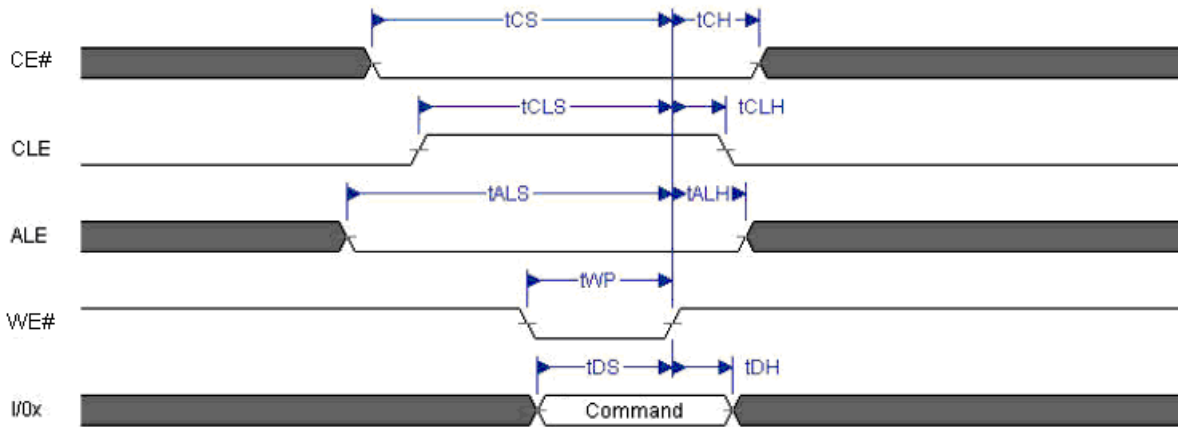 tCS tCH
CE#
tCLS tCLH
CLE
tALS tALH
ALE
tWP
WE#
tDS tDH
I/0x Command